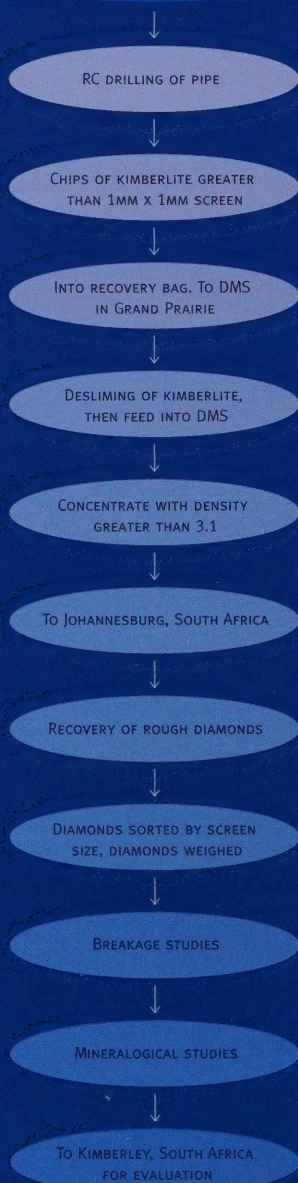 RC DRILLING OF PIPE
CHIPS OF KIMBERLITE GREATER
THAN 1MM X 1MM SCREEN
INTO RECOVERY BAG. TO DMS
IN GRAND PRAIRIE
DESLIMING OF KIMBERLITE,
THEN FEED INTO DMS
CONCENTRATE WITH DENSITY
GREATER THAN 3.1
TO JOHANNESBURG, SOUTH AFRICA
RECOVERY OF ROUGH DIAMONDS
DIAMONDS SORTED BY SCREEN
SIZE, DIAMONDS WEIGHED
BREAKAGE STUDIES
MINERALOGICAL STUDIES
TO KIMBERLEY, SOUTH AFRICA
FOR EVALUATION